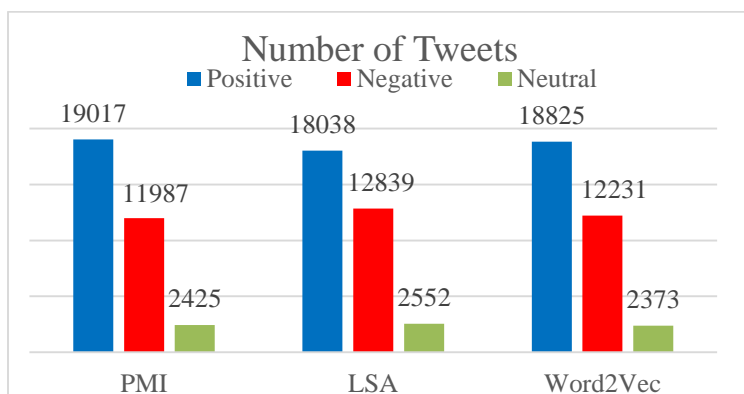 Number of Tweets
Positive Negative Neutral
19017 18038 18825
11987 12839 12231
2425 2552 2373
PMI LSA Word2Vec